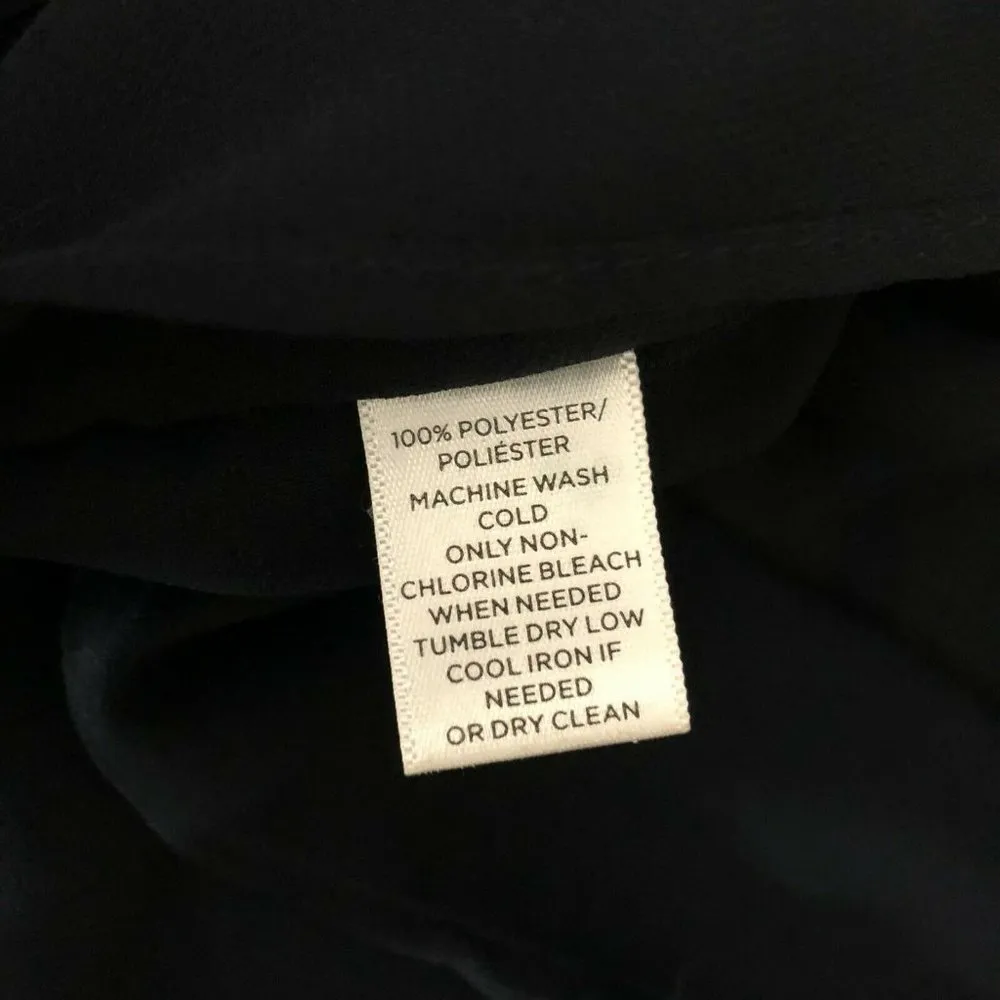 100% POLYESTER/
POLIÉSTER
MACHINE WASH
COLD
ONLY NON-
CHLORINE BLEACH
WHEN NEEDED
TUMBLE DRY LOW
COOL IRON IF
NEEDED
OR DRY CLEAN